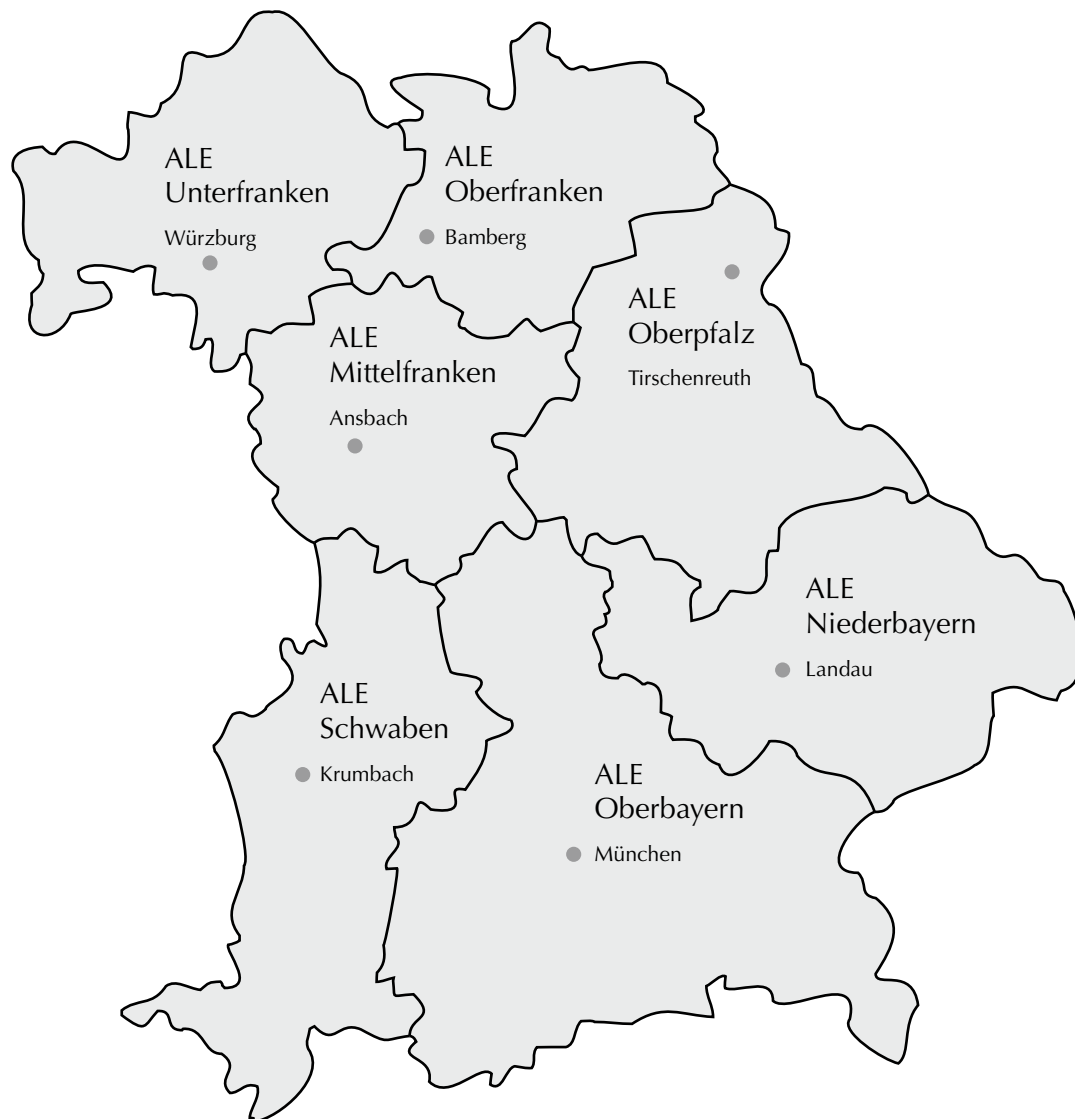 ALE
Unterfranken
Würzburg
ALE
Oberfranken
Bamberg
ALE
Oberpfalz
Tirschenreuth
ALE
Mittelfranken
Ansbach
ALE
Niederbayern
Landau
ALE
Schwaben
Krumbach
ALE
Oberbayern
München